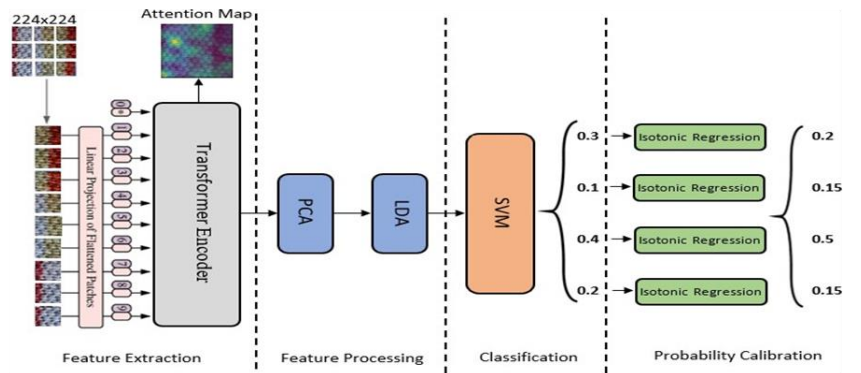 224x224
Attention Map
Linear Projection of Flattened Patches
0 *
1
2
3
4
5
6
7
8
9
Transformer Encoder
PCA
LDA
SVM
0.3
0.1
0.4
0.2
Isotonic Regression
Isotonic Regression
Isotonic Regression
Isotonic Regression
0.2
0.15
0.5
0.15
Feature Extraction
Feature Processing
Classification
Probability Calibration